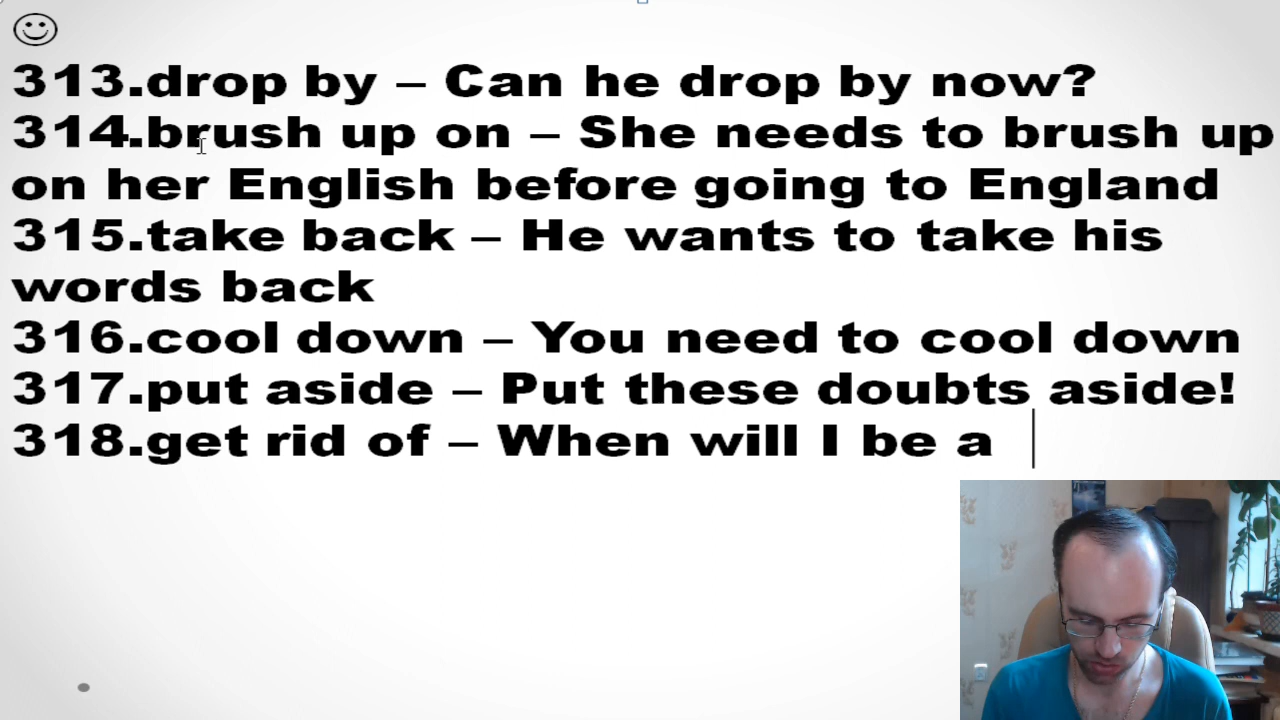 313.drop by – Can he drop by now?
314.brush up on – She needs to brush up
on her English before going to England
315.take back – He wants to take his
words back
316.cool down – You need to cool down
317.put aside – Put these doubts aside!
318.get rid of – When will I be a